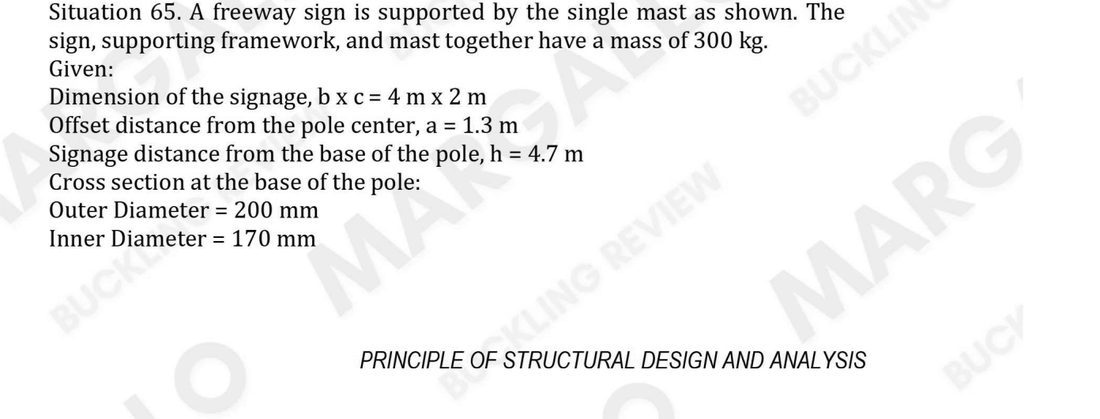 Situation 65. A freeway sign is supported by the single mast as shown. The
sign, supporting framework, and mast together have a mass of 300 kg.
Given:
Dimension of the signage, b x c = 4 m x 2 m
Offset distance from the pole center, a = 1.3 m
Signage distance from the base of the pole, h = 4.7 m
Cross section at the base of the pole:
Outer Diameter = 200 mm
Inner Diameter = 170 mm
MARGALLO
BUCKLING REVIEW
PRINCIPLE OF STRUCTURAL DESIGN AND ANALYSIS